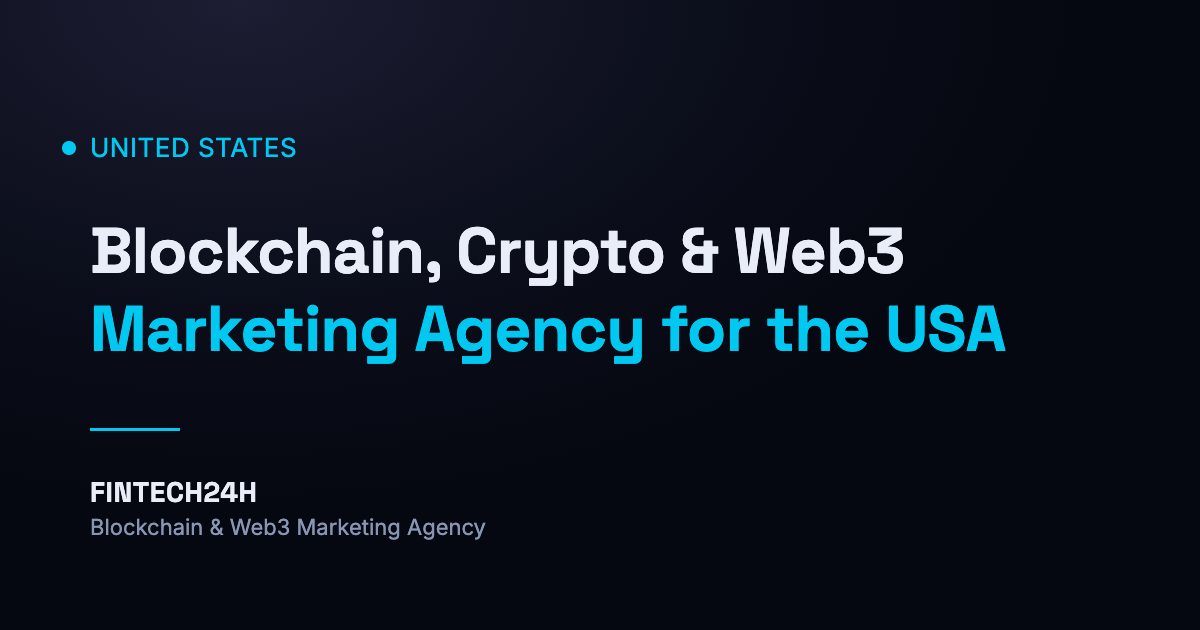 UNITED STATES
Blockchain, Crypto & Web3
Marketing Agency for the USA
FINTECH24H
Blockchain & Web3 Marketing Agency